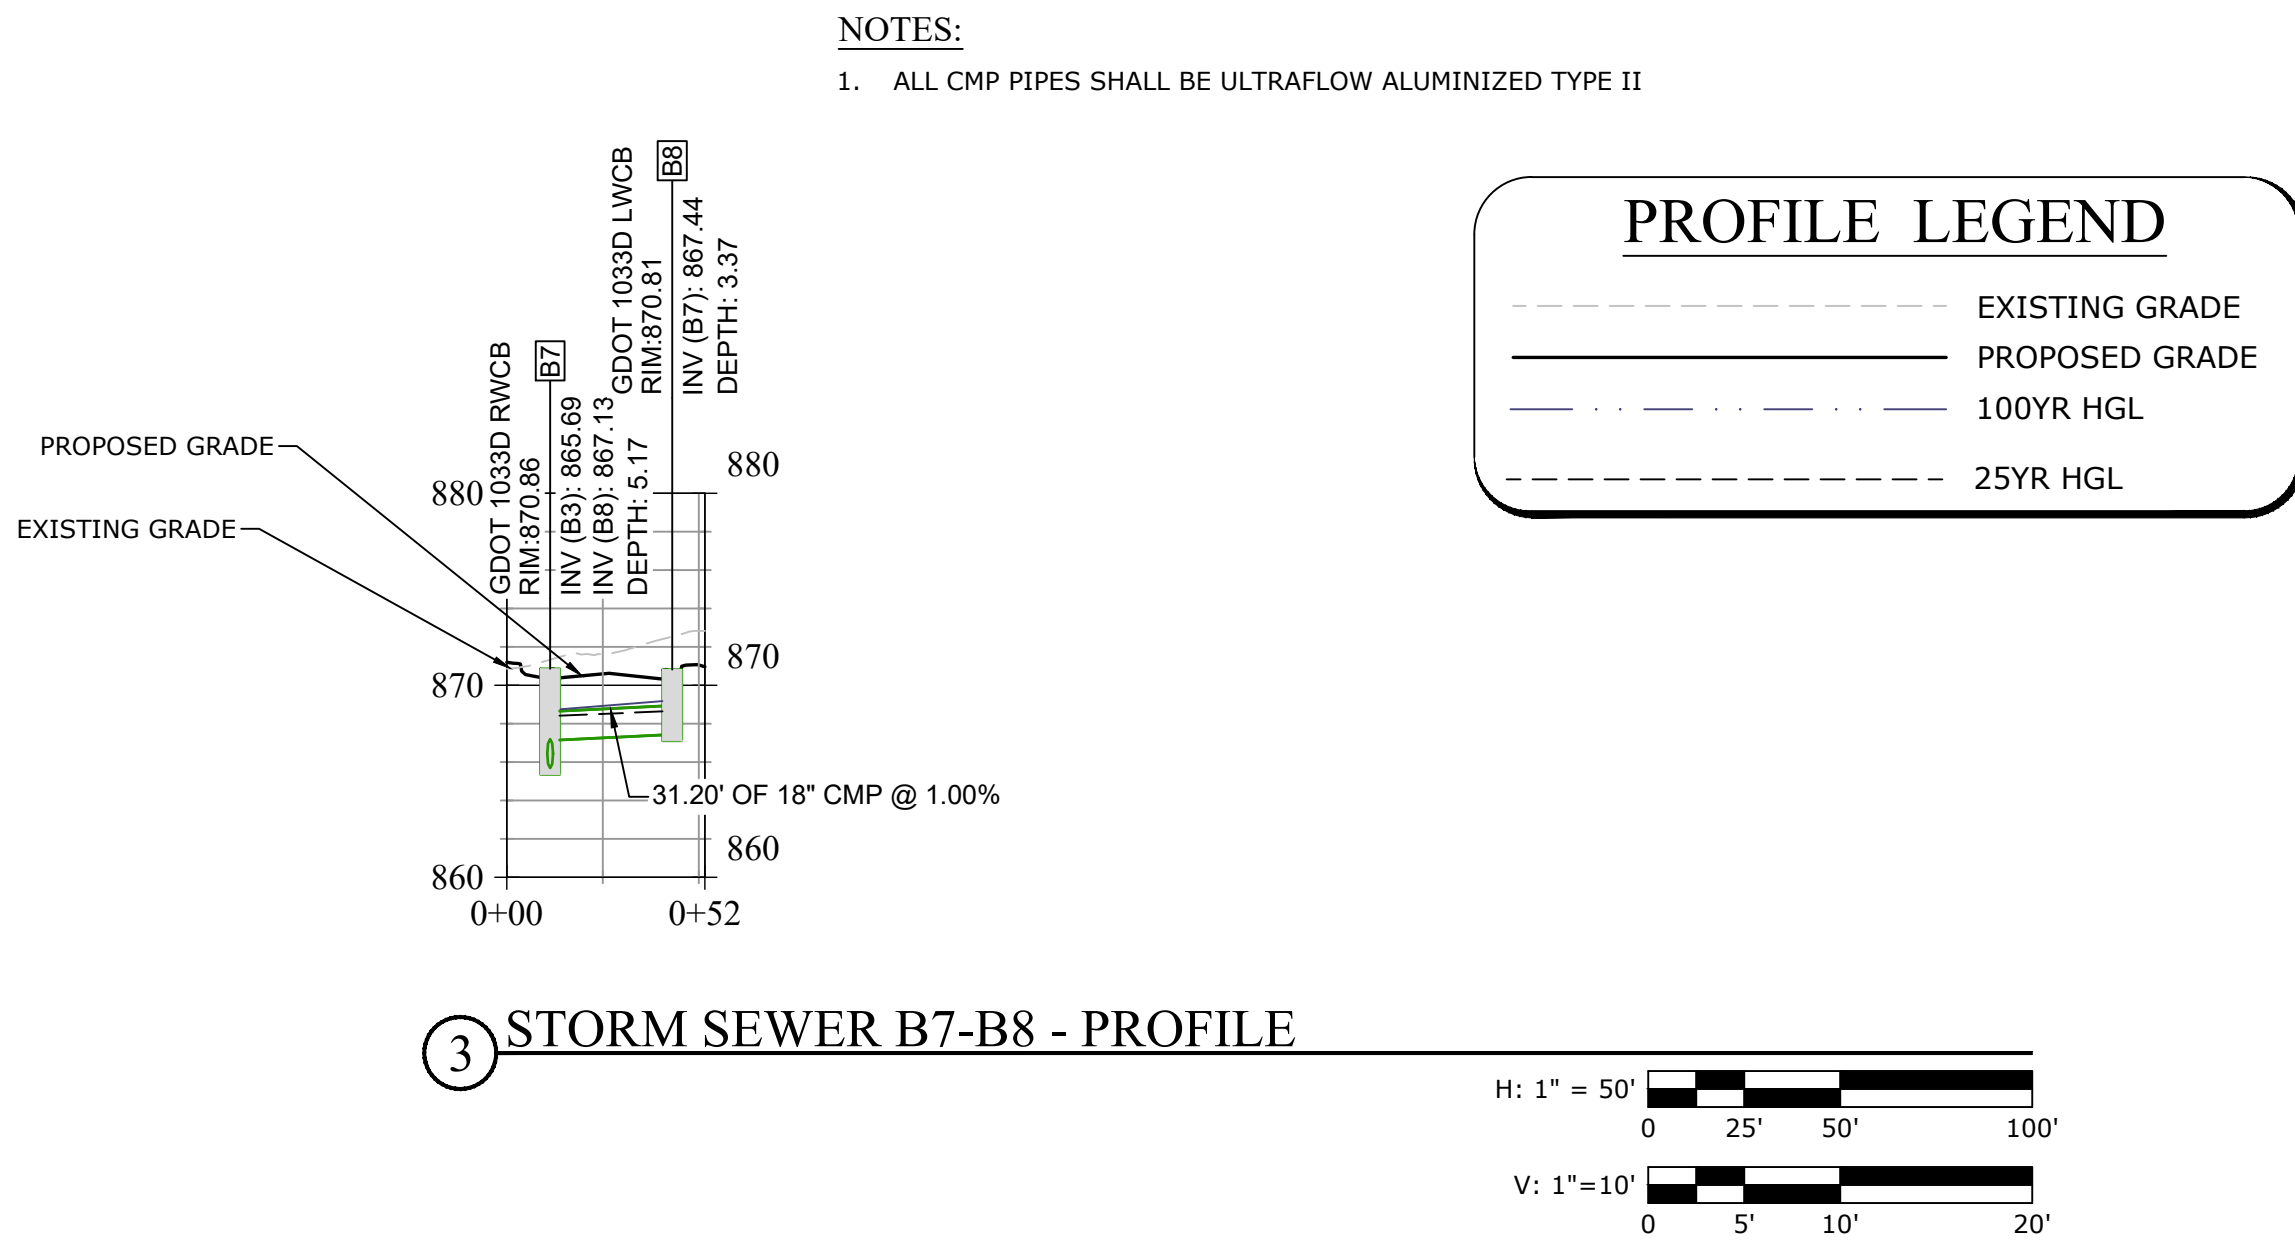 NOTES:
1. ALL CMP PIPES SHALL BE ULTRAFLOW ALUMINIZED TYPE II
PROFILE LEGEND
EXISTING GRADE
PROPOSED GRADE
100YR HGL
25YR HGL
B8
GDOT 1033D LWCB
RIM:870.81
INV (B7): 867.44
DEPTH: 3.37
B7
GDOT 1033D RWCB
RIM:870.86
INV (B3): 865.69
INV (B8): 867.13
DEPTH: 5.17
PROPOSED GRADE
EXISTING GRADE
880
880
870
870
31.20' OF 18" CMP @ 1.00%
860
860
0+00
0+52
3
STORM SEWER B7-B8 - PROFILE
H: 1" = 50'
0 25' 50' 100'
V: 1"=10'
0 5' 10' 20'